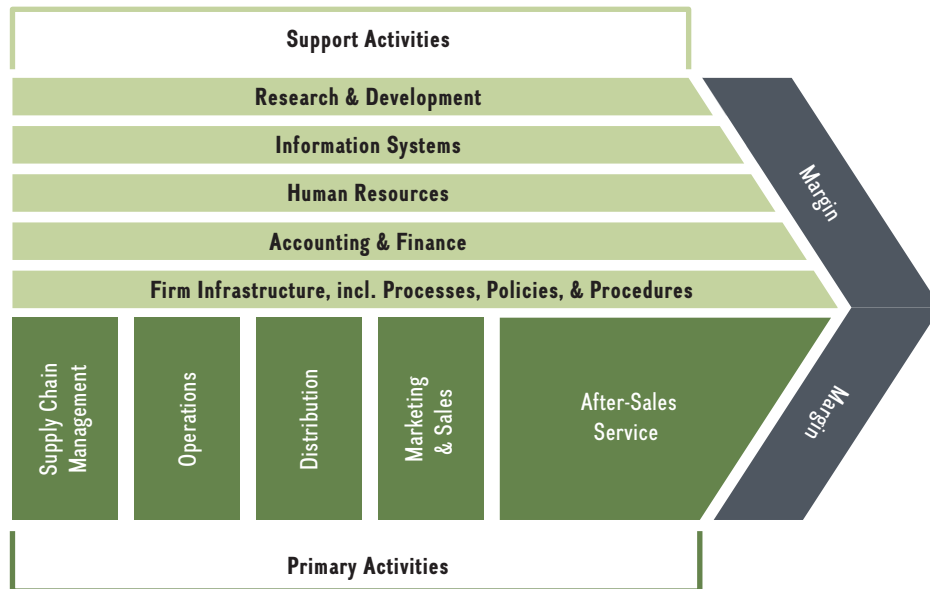 Support Activities
Research & Development
Information Systems
Human Resources
Accounting & Finance
Firm Infrastructure, incl. Processes, Policies, & Procedures
Margin
Supply Chain
Management
Operations
Distribution
Marketing
& Sales
After-Sales
Service
Margin
Primary Activities